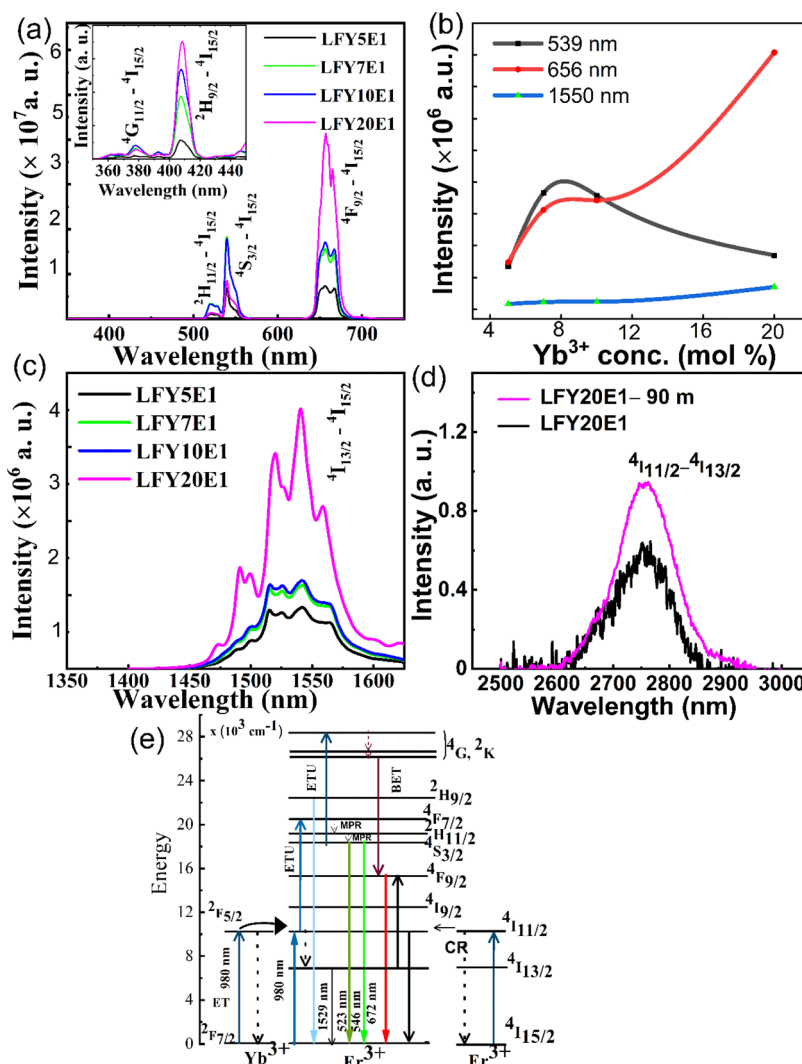 (a)
Intensity (× 10⁷a. u.)
6
5
4
3
2
1
400 500 600 700
Wavelength (nm)
LFY5E1
LFY7E1
LFY10E1
LFY20E1
Intensity (a. u.)
⁴G₁₁/₂ - ⁴I₁₅/₂
²H₉/₂ - ⁴I₁₅/₂
350 400 450
Wavelength (nm)
²H₁₁/₂ - ⁴I₁₅/₂
⁴S₃/₂ - ⁴I₁₅/₂
⁴F₉/₂ - ⁴I₁₅/₂
(b)
Intensity (×10⁶ a.u.)
539 nm
656 nm
1550 nm
4 8 12 16 20
Yb³⁺ conc. (mol %)
(c)
Intensity (×10⁶ a. u.)
4
3
2
1
LFY5E1
LFY7E1
LFY10E1
LFY20E1
⁴I₁₃/₂ - ⁴I₁₅/₂
1350 1400 1450 1500 1550 1600
Wavelength (nm)
(d)
Intensity (a. u.)
1.2
0.8
0.4
0
LFY20E1– 90 m
LFY20E1
⁴I₁₁/₂–⁴I₁₃/₂
2500 2600 2700 2800 2900 3000
Wavelength (nm)
(e)
x (10³ cm⁻¹)
Energy
28
24
20
16
12
8
4
0
⁴G, ²K
²H₉/₂
⁴F₇/₂
²H₁₁/₂
⁴S₃/₂
⁴F₉/₂
⁴I₉/₂
⁴I₁₁/₂
⁴I₁₃/₂
⁴I₁₅/₂
²F₅/₂
²F₇/₂
ETU
BET
MPR
MPR
ETU
CR
980 nm
ET
980 nm
1529 nm
523 nm
546 nm
672 nm
Yb³⁺
Er³⁺
Er³⁺